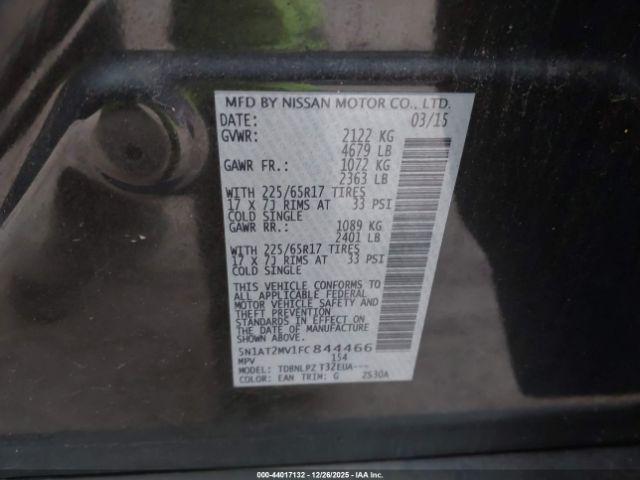 MFD BY NISSAN MOTOR CO., LTD.
DATE: 03/15
GVWR: 2122 KG
4679 LB
GAWR FR.: 1072 KG
2363 LB
WITH 225/65R17 TIRES
17 X 7J RIMS AT 33 PSI
COLD SINGLE
GAWR RR.: 1089 KG
2401 LB
WITH 225/65R17 TIRES
17 X 7J RIMS AT 33 PSI
COLD SINGLE
THIS VEHICLE CONFORMS TO
ALL APPLICABLE FEDERAL
MOTOR VEHICLE SAFETY AND
THEFT PREVENTION
STANDARDS IN EFFECT ON
THE DATE OF MANUFACTURE
SHOWN ABOVE.
5N1AT2MV1FC844466
MPV 154
MODEL: TDBNLPZ T32EUA---
COLOR: EAN TRIM: G 2S30A
000-44017132 - 12/26/2025 - IAA Inc.